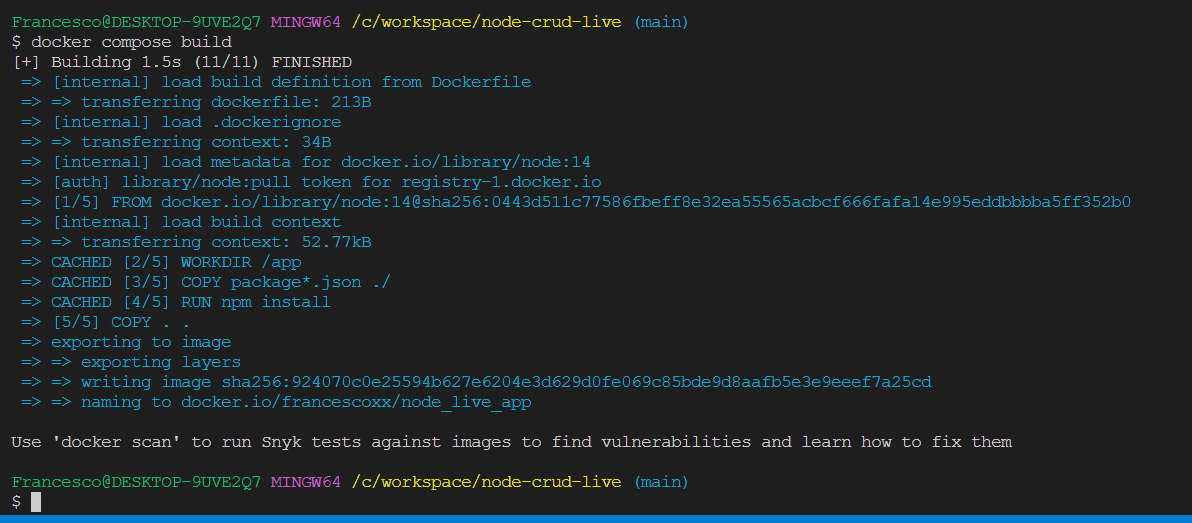 Francesco@DESKTOP-9UVE2Q7 MINGW64 /c/workspace/node-crud-live (main)
$ docker compose build
[+] Building 1.5s (11/11) FINISHED
=> [internal] load build definition from Dockerfile
=> => transferring dockerfile: 213B
=> [internal] load .dockerignore
=> => transferring context: 34B
=> [internal] load metadata for docker.io/library/node:14
=> [auth] library/node:pull token for registry-1.docker.io
=> [1/5] FROM docker.io/library/node:14@sha256:0443d511c77586fbeff8e32ea55565acbcf666fafa14e995eddbbbba5ff352b0
=> [internal] load build context
=> => transferring context: 52.77kB
=> CACHED [2/5] WORKDIR /app
=> CACHED [3/5] COPY package*.json ./
=> CACHED [4/5] RUN npm install
=> [5/5] COPY . .
=> exporting to image
=> => exporting layers
=> => writing image sha256:924070c0e25594b627e6204e3d629d0fe069c85bde9d8aafb5e3e9eeef7a25cd
=> => naming to docker.io/francescoxx/node_live_app
Use 'docker scan' to run Snyk tests against images to find vulnerabilities and learn how to fix them
Francesco@DESKTOP-9UVE2Q7 MINGW64 /c/workspace/node-crud-live (main)
$